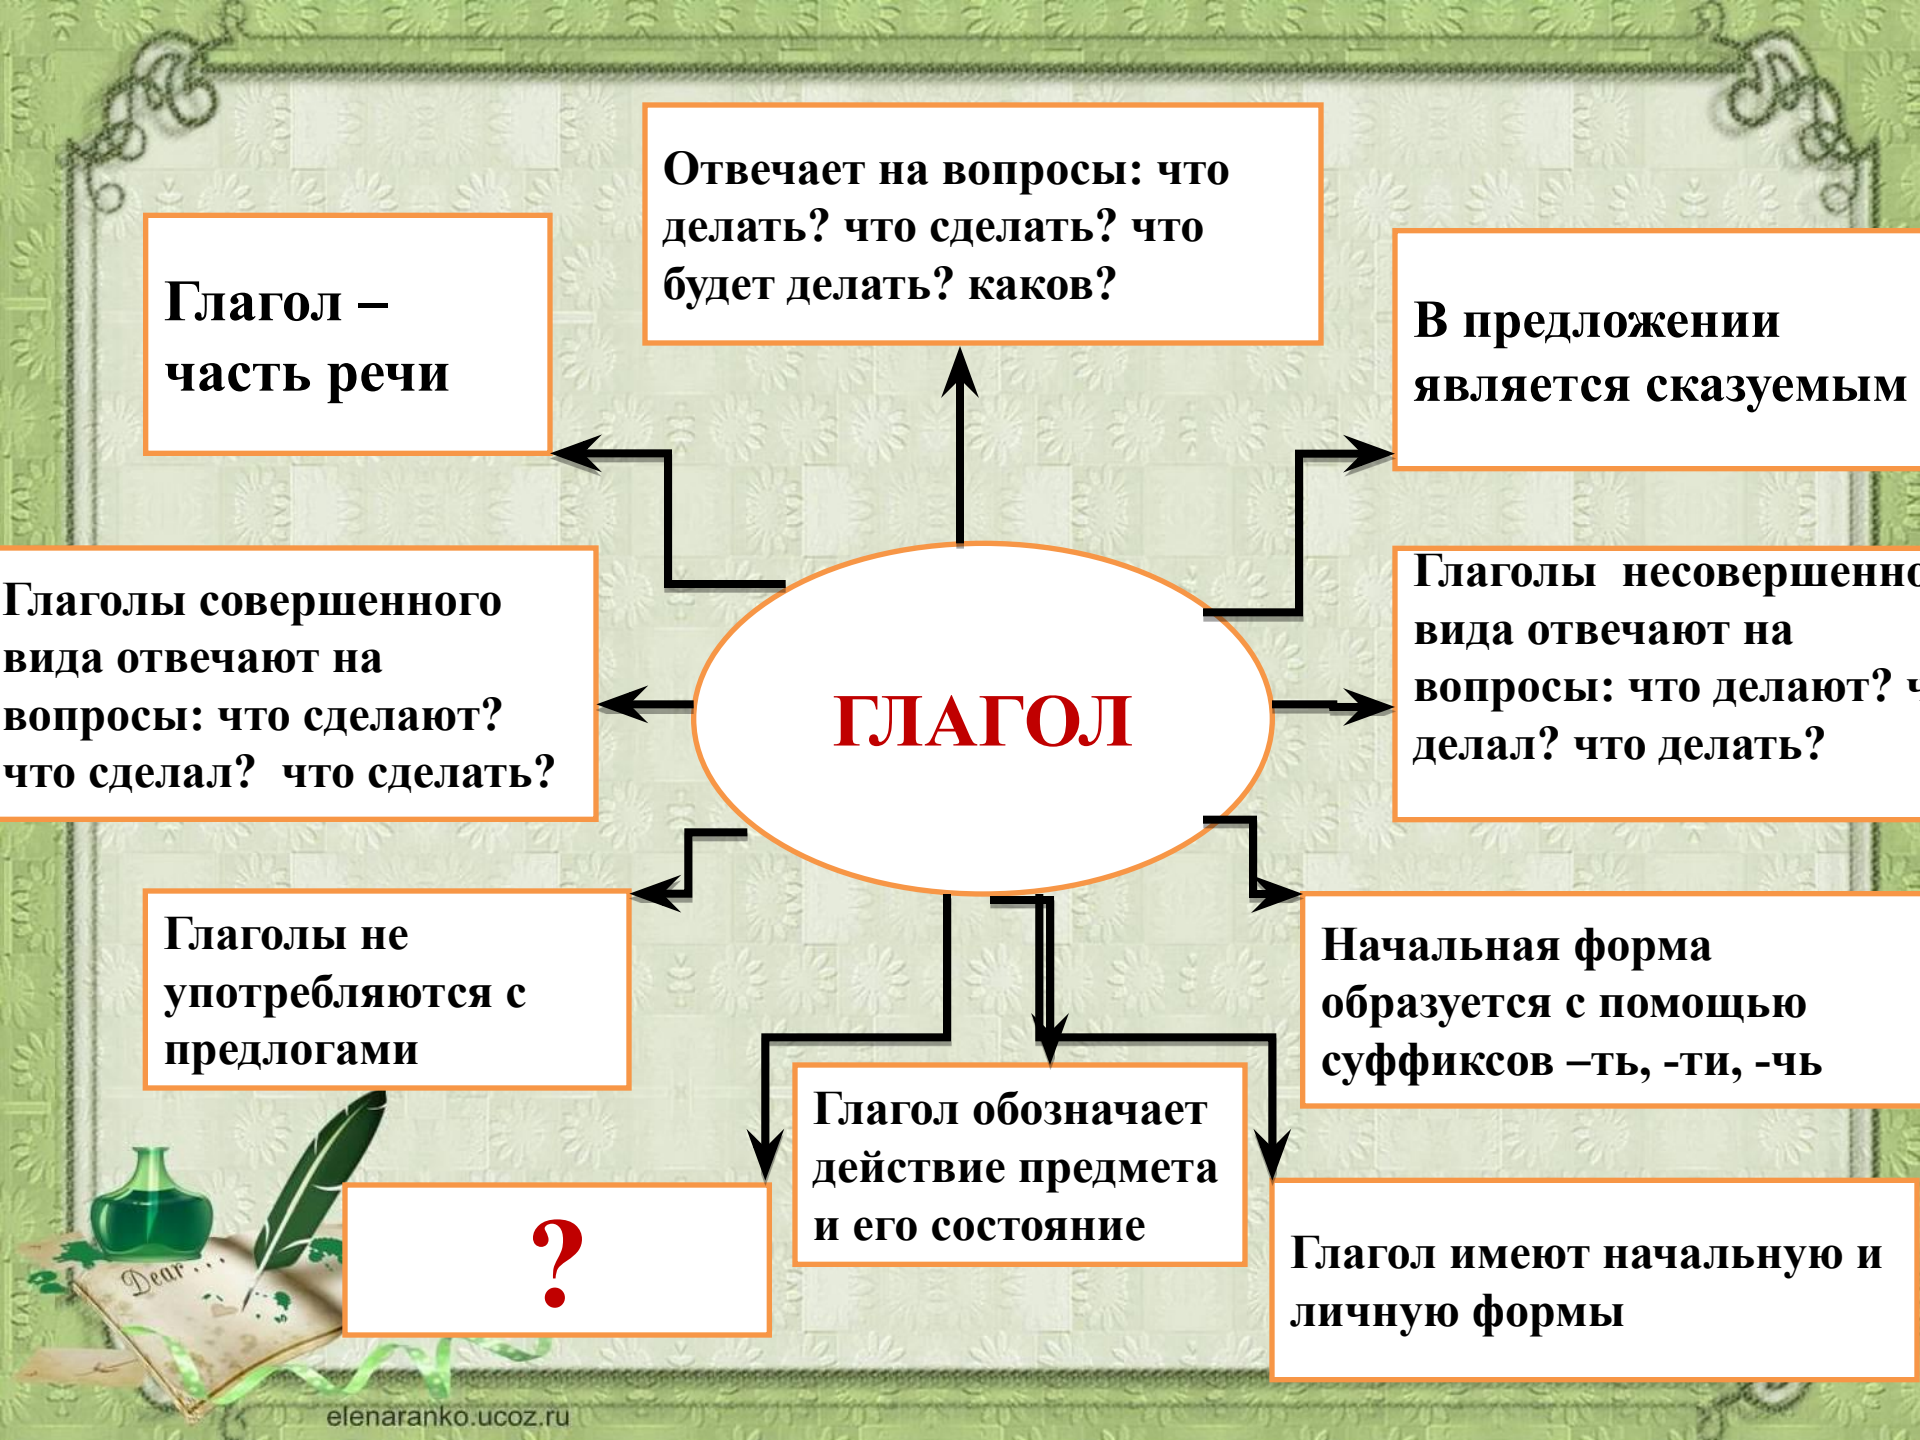 Отвечает на вопросы: что
делать? что сделать? что
будет делать? каков?
Глагол –
часть речи
В предложении
является сказуемым
Глаголы совершенного
вида отвечают на
вопросы: что сделают?
что сделал? что сделать?
ГЛАГОЛ
Глаголы несовершенно
вида отвечают на
вопросы: что делают?
делал? что делать?
Глаголы не
употребляются с
предлогами
Начальная форма
образуется с помощью
суффиксов –ть, -ти, -чь
?
Глагол обозначает
действие предмета
и его состояние
Глагол имеют начальную и
личную формы
Dear...
elenaranko.ucoz.ru